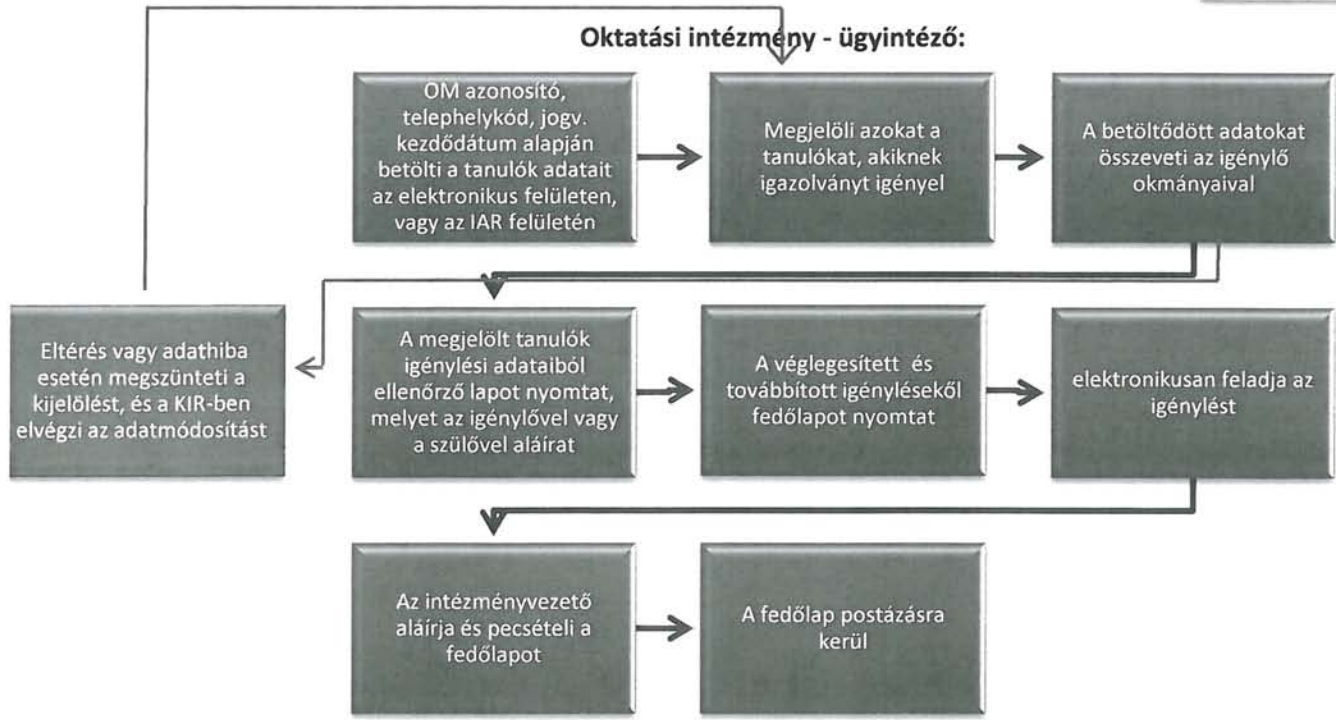 Oktatási intézmény - ügyintéző:
OM azonosító,
telephelykód, jogv.
kezdődátum alapján
betölti a tanulók adatait
az elektronikus felületen,
vagy az IAR felületén
Megjelöli azokat a
tanulókat, akiknek
igazolványt igényel
A betöltődött adatokat
összeveti az igénylő
okmányaival
Eltérés vagy adathiba
esetén megszünteti a
kijelölést, és a KIR-ben
elvégzi az adatmódosítást
A megjelölt tanulók
igénylési adataiból
ellenőrző lapot nyomtat,
melyet az igénylővel vagy
a szülővel aláírat
A véglegesített és
továbbított igénylésekől
fedőlapot nyomtat
elektronikusan feladja az
igénylést
Az intézményvezető
aláírja és pecsételi a
fedőlapot
A fedőlap postázásra
kerül